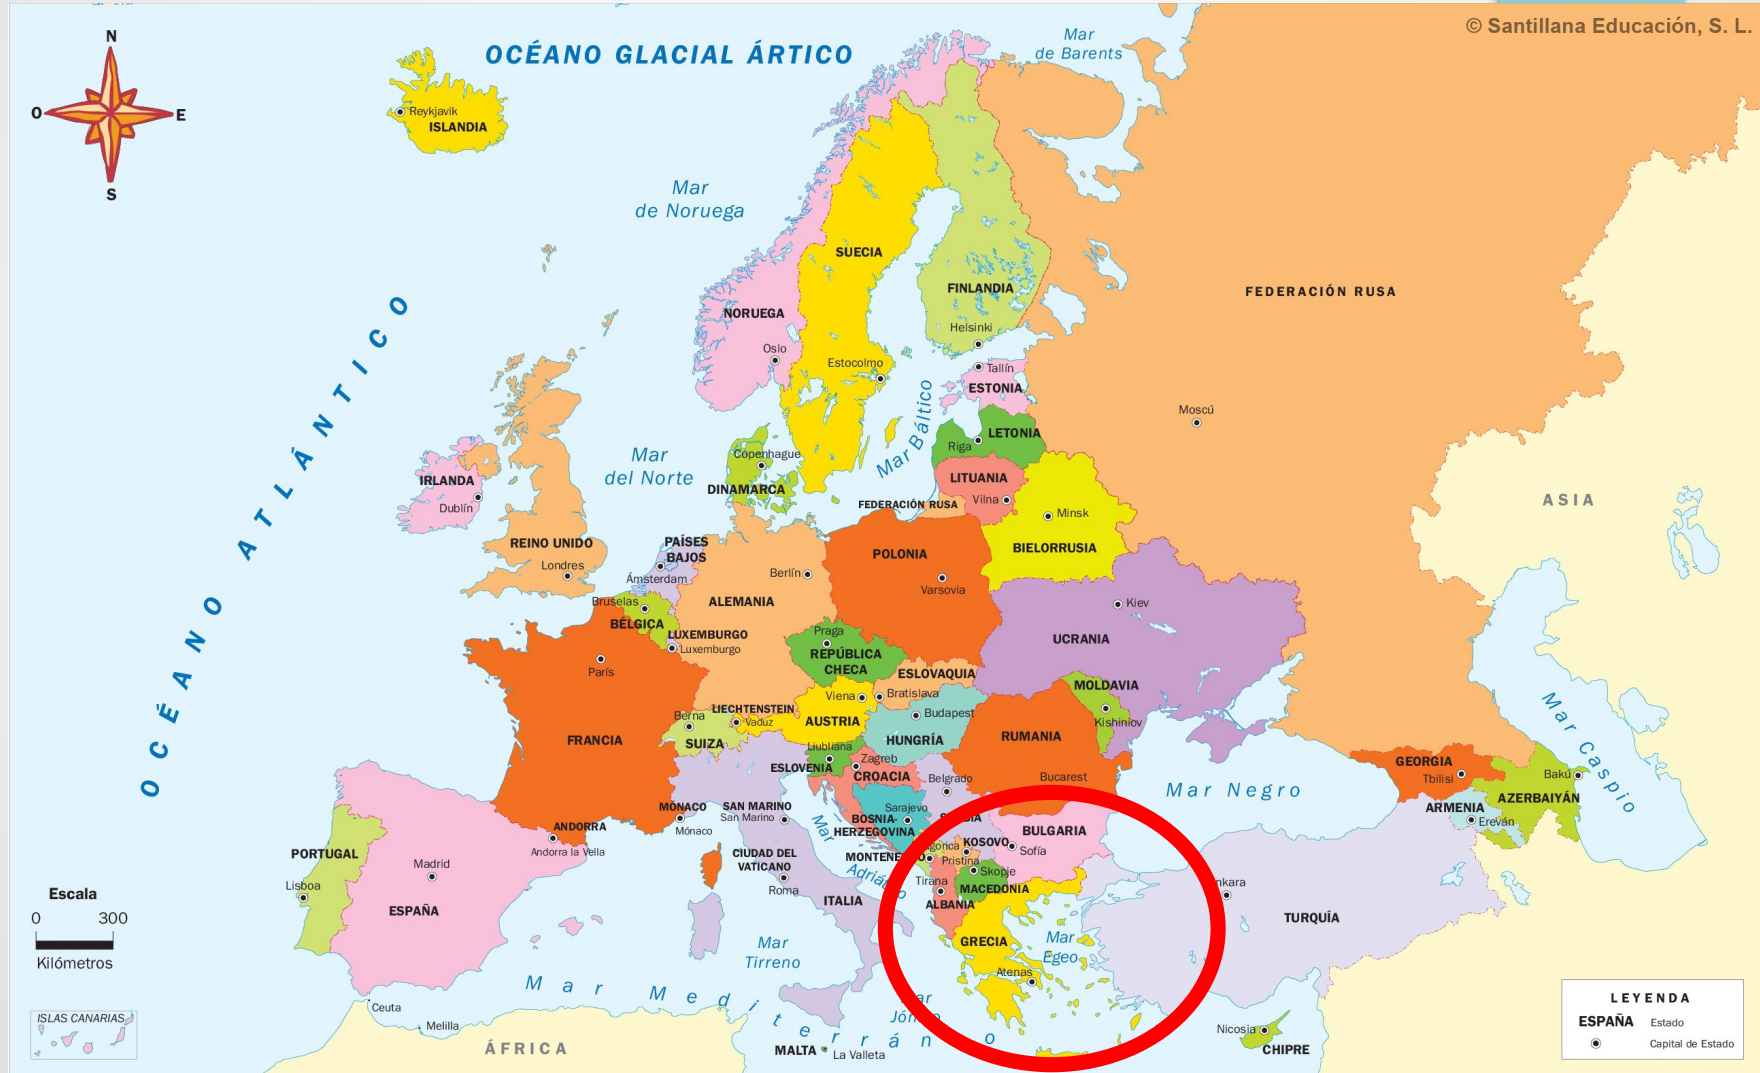 © Santillana Educación, S. L.
N
O
E
S
OCÉANO GLACIAL ÁRTICO
Mar
de Barents
Reykjavik
ISLANDIA
Mar
de Noruega
SUECIA
FINLANDIA
FEDERACIÓN RUSA
NORUEGA
Helsinki
Oslo
Estocolmo
Tallín
ESTONIA
OCÉANO ATLÁNTICO
Mar Báltico
Moscú
LETONIA
Riga
Mar
del Norte
Copenhague
DINAMARCA
IRLANDA
Dublín
LITUANIA
Vilna
FEDERACIÓN RUSA
Minsk
BIELORRUSIA
ASIA
REINO UNIDO
Londres
PAÍSES
BAJOS
Ámsterdam
Berlín
ALEMANIA
POLONIA
Varsovia
Kiev
UCRANIA
Bruselas
BÉLGICA
LUXEMBURGO
Luxemburgo
París
Praga
REPÚBLICA
CHECA
ESLOVAQUIA
Bratislava
Viena
AUSTRIA
LIECHTENSTEIN
Vaduz
Berna
SUIZA
FRANCIA
Budapest
HUNGRÍA
MOLDAVIA
Kishiniov
RUMANIA
Bucarest
Liubliana
ESLOVENIA
Zagreb
CROACIA
Belgrado
Sarajevo
BOSNIA-
HERZEGOVINA
MÓNACO
Mónaco
SAN MARINO
San Marino
Mar
Adriático
MONTENEGRO
KOSOVO
Pristina
BULGARIA
Sofía
Skopje
MACEDONIA
Tirana
ALBANIA
GRECIA
Atenas
Mar
Egeo
Mar Negro
GEORGIA
Tbilisi
ARMENIA
Ereván
AZERBAIYÁN
Bakú
Mar Caspio
TURQUÍA
ANDORRA
Andorra la Vella
CIUDAD DEL
VATICANO
Roma
ITALIA
PORTUGAL
Lisboa
Madrid
ESPAÑA
Mar
Tirreno
Mar Mediterráneo
Ceuta
Melilla
ÁFRICA
MALTA
La Valleta
Nicosia
CHIPRE
Escala
0 300
Kilómetros
ISLAS CANARIAS
LEYENDA
ESPAÑA Estado
Capital de Estado